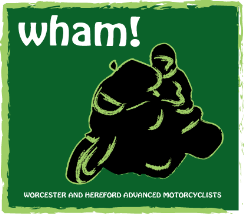 wham!
WORCESTER AND HEREFORD ADVANCED MOTORCYCLISTS